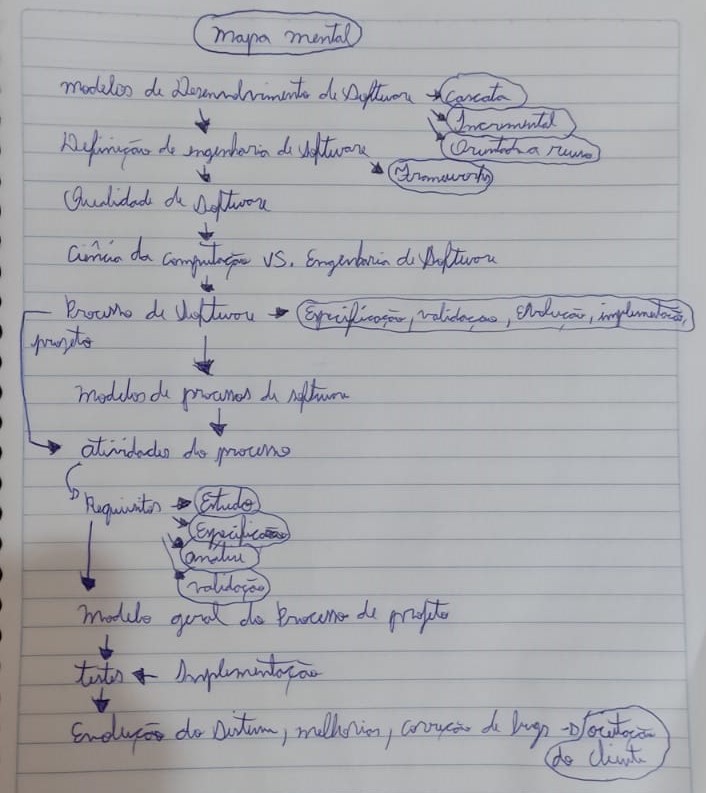 Mapa mental
Modelos de Desenvolvimento de Software → Cascata
Incremental
Definição de engenharia de software
Orientado a reuso
Frameworks
Qualidade de Software
Ciência da computação VS. Engenharia de Software
Processo de Software → Especificação, validação, Evolução, implementação,
projeto
Modelos de processos de software
atividades do processo
Requisitos → Estudo
Especificação
análise
validação
Modelo geral do Processo de projeto
testes ← Implementação
Evolução do Sistema, melhorias, correção de bugs →
do cliente